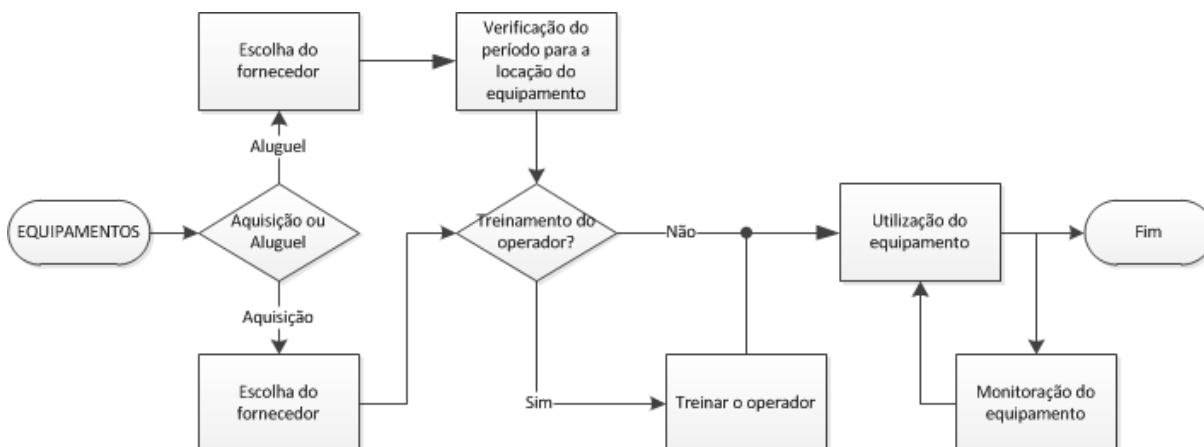 Escolha do
fornecedor
Verificação do
período para a
locação do
equipamento
Aluguel
EQUIPAMENTOS
Aquisição ou
Aluguel
Treinamento do
operador?
Não
Utilização do
equipamento
Fim
Aquisição
Escolha do
fornecedor
Sim
Treinar o operador
Monitoração do
equipamento